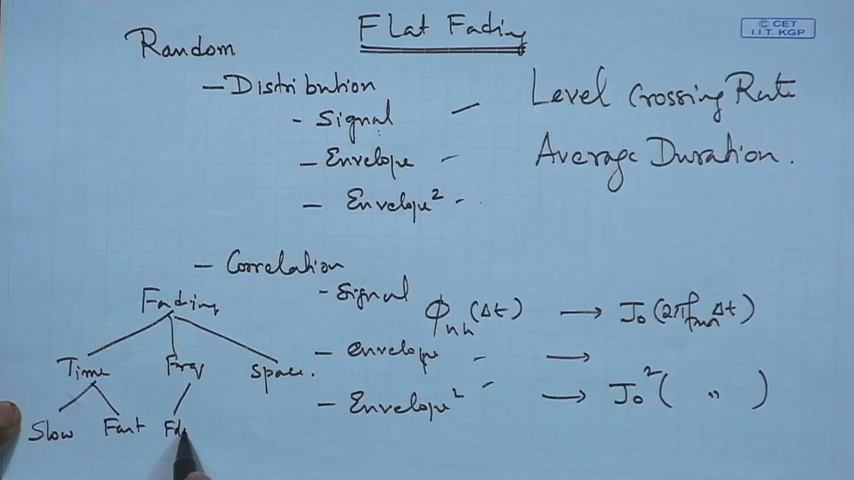 Flat Fading
© CET
I.I.T. KGP
Random
- Distribution
- Signal -
- Envelope -
- Envelope² -
Level Crossing Rate
Average Duration.
- Correlation
- Signal ϕhh(Δt) → J₀(2πfmΔt)
- envelope " →
- Envelope² " → J₀²( " )
Fading
Time Freq Space.
Slow Fast